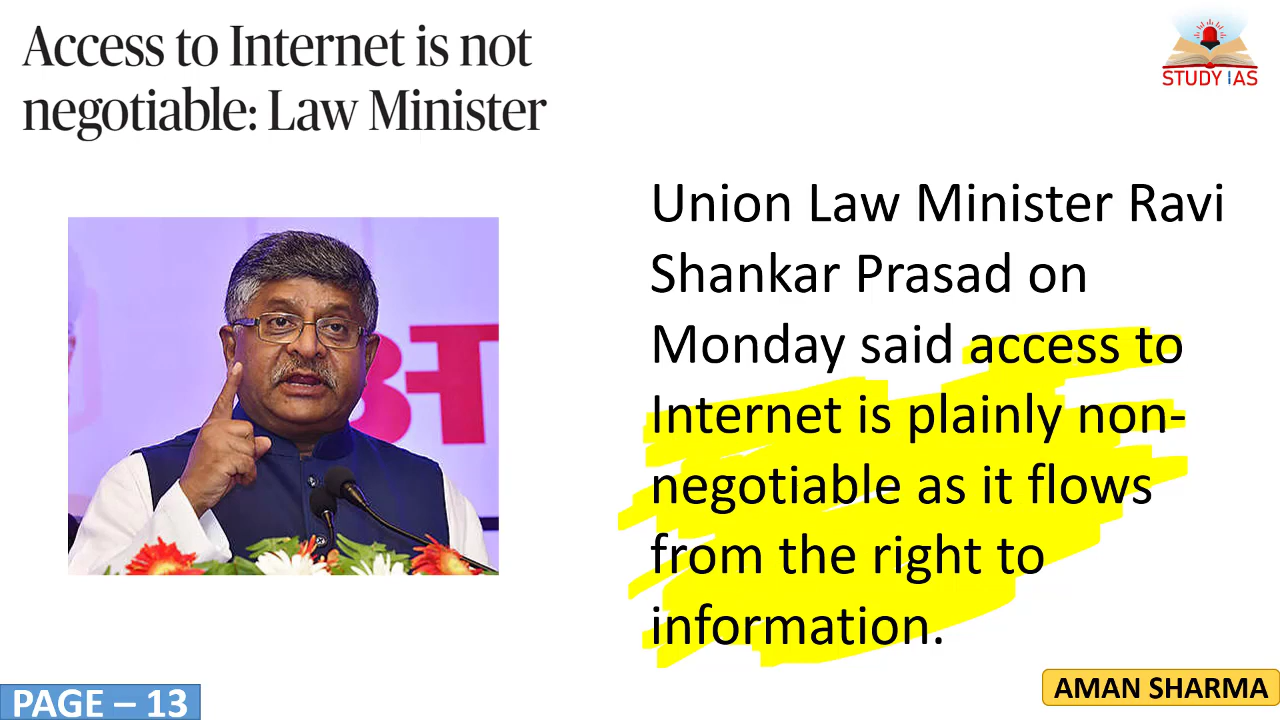 Access to Internet is not
negotiable: Law Minister
STUDY IAS
Union Law Minister Ravi
Shankar Prasad on
Monday said access to
Internet is plainly non-
negotiable as it flows
from the right to
information.
PAGE – 13
AMAN SHARMA